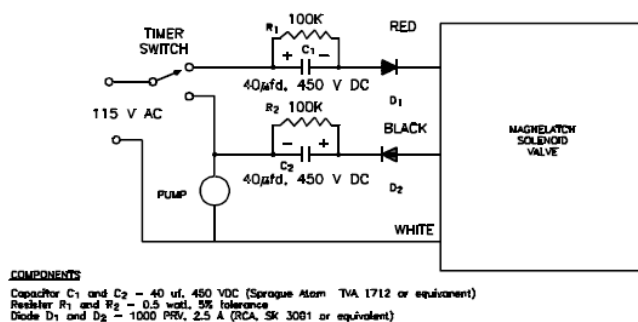 R₁ 100K RED
TIMER
SWITCH
+ C₁ −
40µfd, 450 V DC
D₁
100K
R₂
115 V AC
BLACK
− +
C₂
MAGNELATCH
SOLENOID
VALVE
40µfd, 450 V DC
D₂
PUMP
WHITE
COMPONENTS
Capacitor C₁ and C₂ – 40 uf, 450 VDC (Sprague Atom TVA 1712 or equivanent)
Resister R₁ and R₂ – 0.5 watt, 5% tolerance
Diode D₁ and D₂ – 1000 PRV, 2.5 A (RCA, SK 3081 or equivalent)